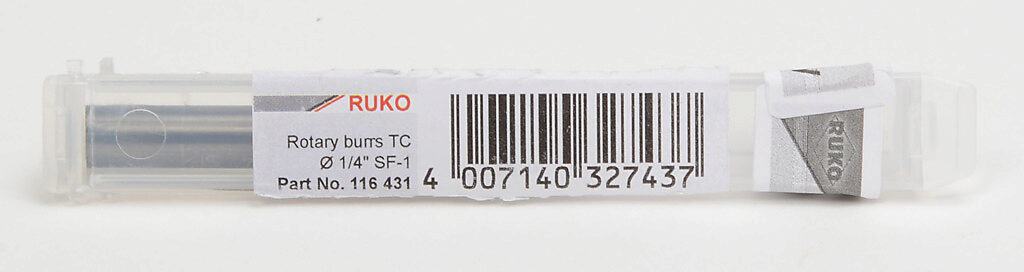 RUKO
Rotary burrs TC
Ø 1/4" SF-1
Part No. 116 431
4 007140 327437
RUKO